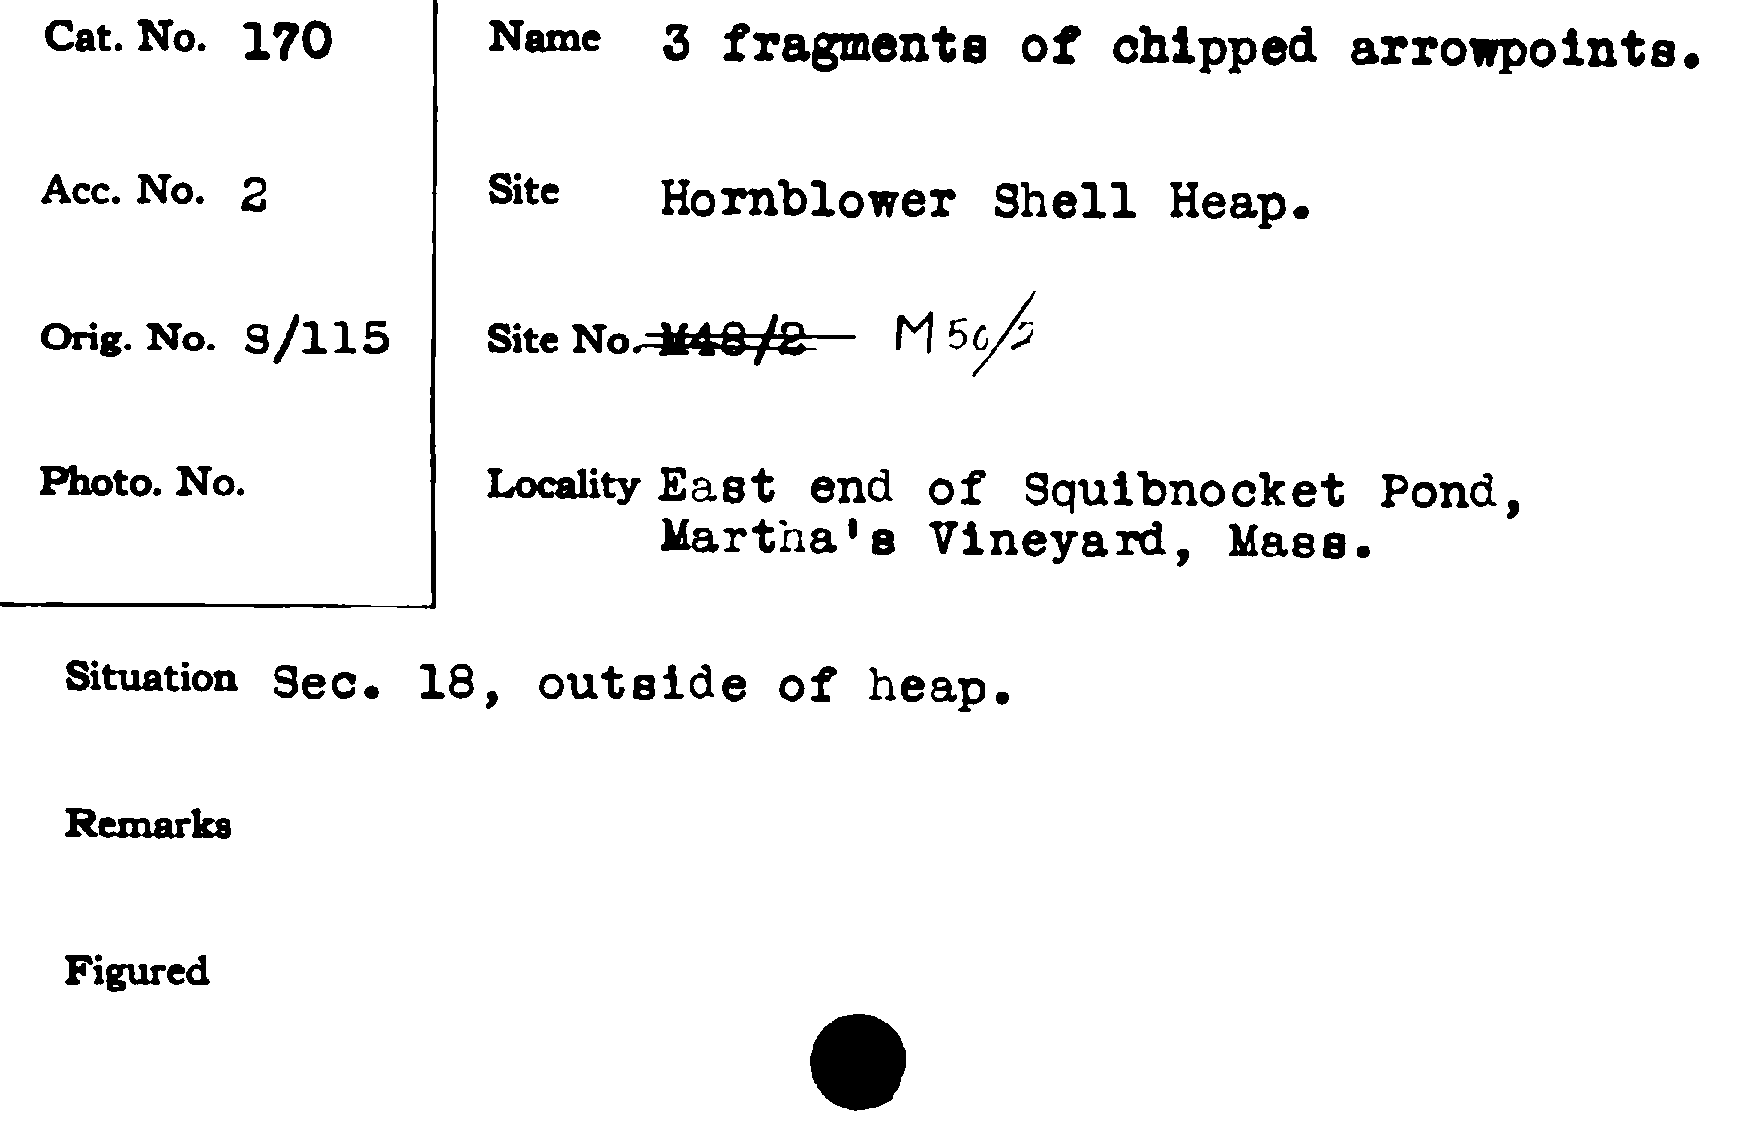 Cat. No. 170
Name 3 fragments of chipped arrowpoints.
Acc. No. 2
Site Hornblower Shell Heap.
Orig. No. S/115
Site No. M48/2 M 50/
Photo. No.
Locality East end of Squibnocket Pond,
Martha's Vineyard, Mass.
Situation Sec. 18, outside of heap.
Remarks
Figured